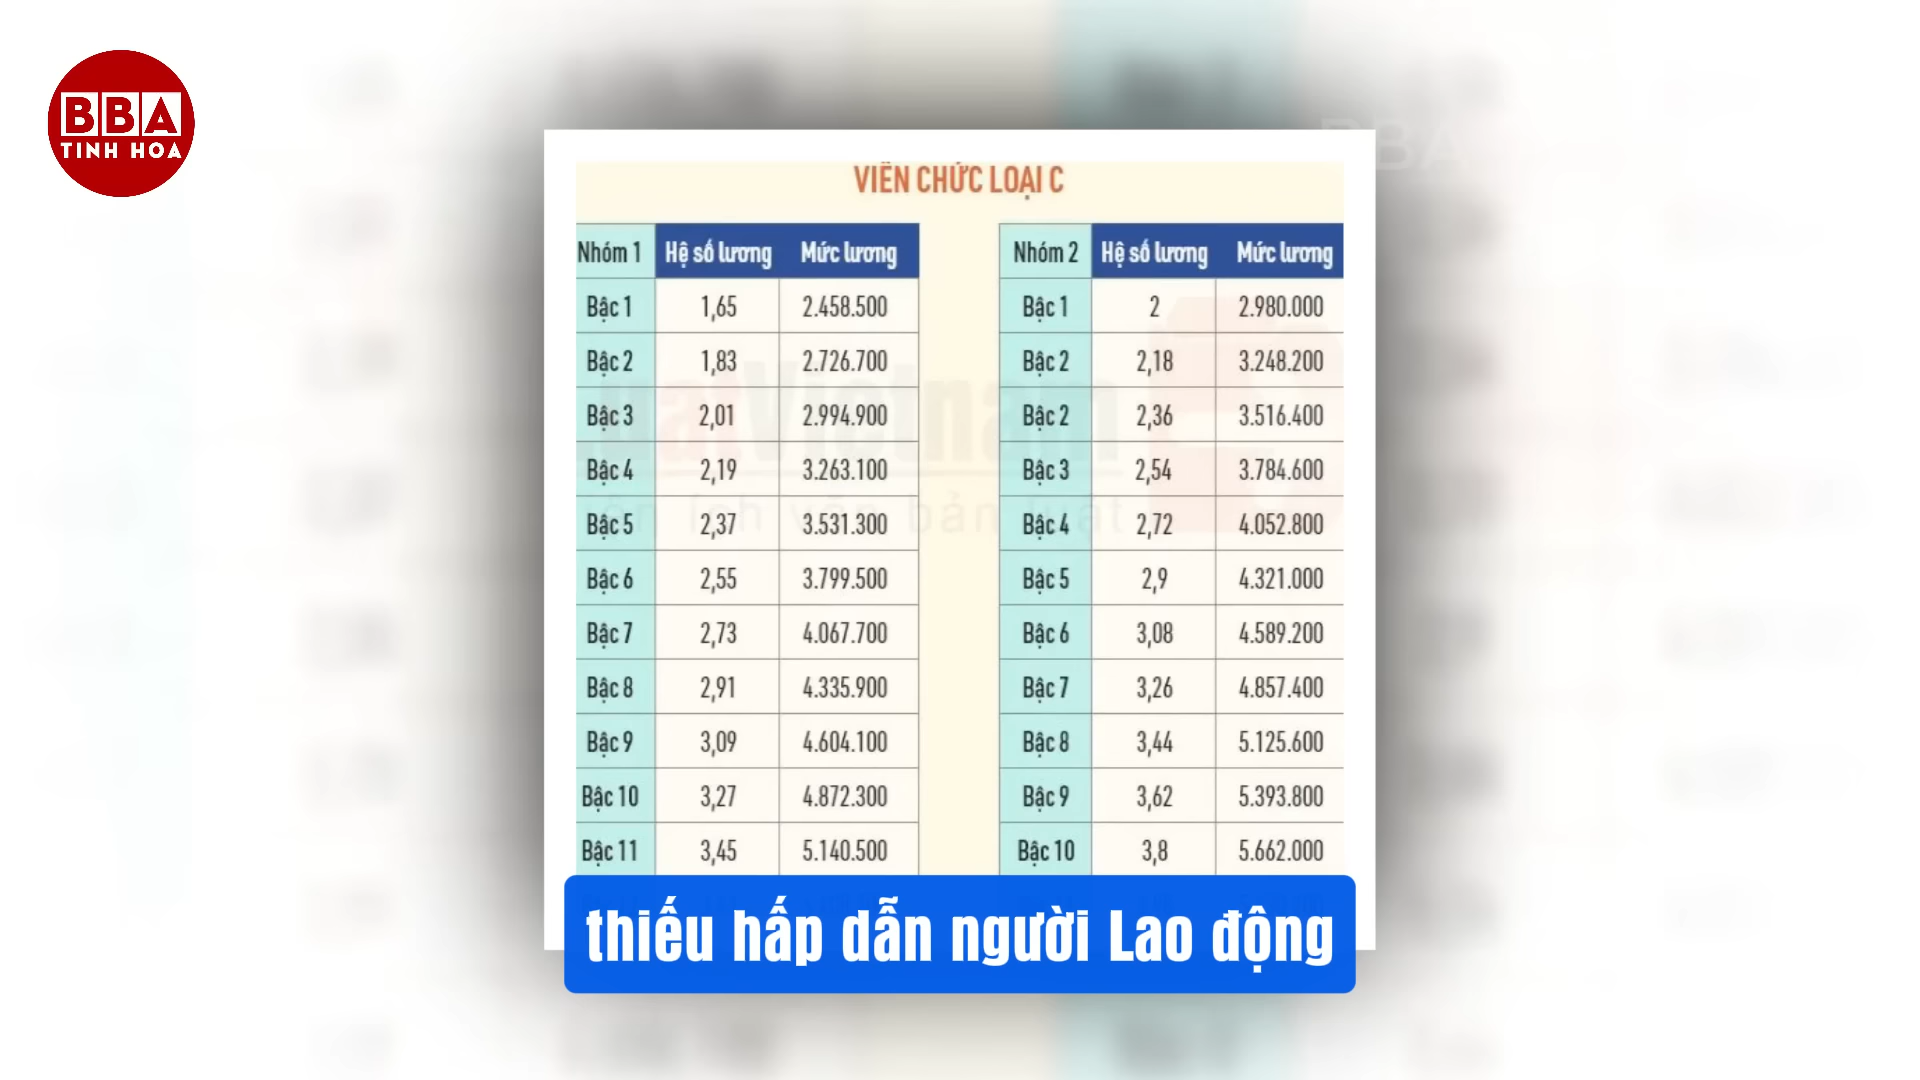 BBA
TINH HOA
BBA
VIÊN CHỨC LOẠI C
Nhóm 1 Hệ số lương Mức lương
Bậc 1 1,65 2.458.500
Bậc 2 1,83 2.726.700
Bậc 3 2,01 2.994.900
Bậc 4 2,19 3.263.100
Bậc 5 2,37 3.531.300
Bậc 6 2,55 3.799.500
Bậc 7 2,73 4.067.700
Bậc 8 2,91 4.335.900
Bậc 9 3,09 4.604.100
Bậc 10 3,27 4.872.300
Bậc 11 3,45 5.140.500
Nhóm 2 Hệ số lương Mức lương
Bậc 1 2 2.980.000
Bậc 2 2,18 3.248.200
Bậc 2 2,36 3.516.400
Bậc 3 2,54 3.784.600
Bậc 4 2,72 4.052.800
Bậc 5 2,9 4.321.000
Bậc 6 3,08 4.589.200
Bậc 7 3,26 4.857.400
Bậc 8 3,44 5.125.600
Bậc 9 3,62 5.393.800
Bậc 10 3,8 5.662.000
thiếu hấp dẫn người Lao động